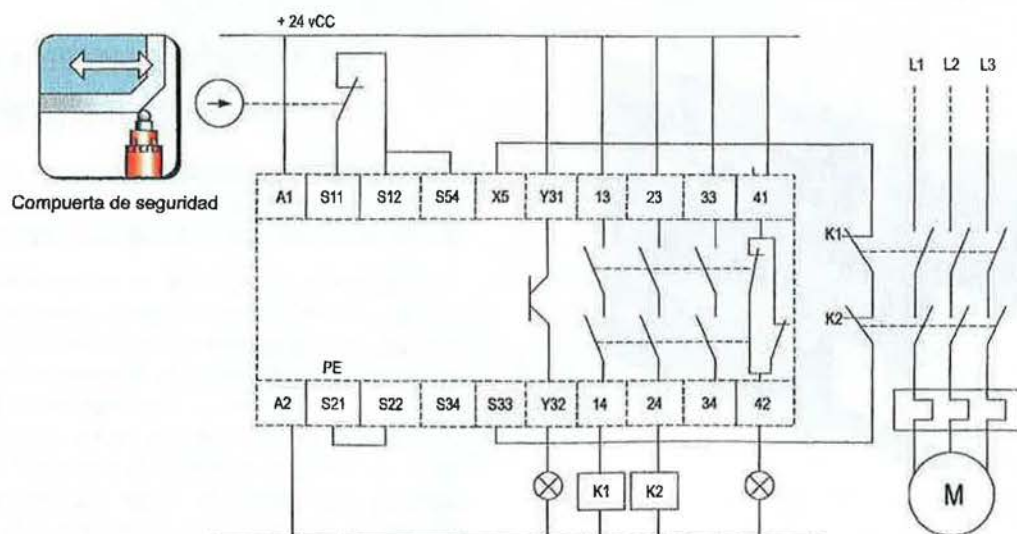 + 24 vCC
L1 L2 L3
Compuerta de seguridad
A1 S11 S12 S54 X5 Y31 13 23 33 41
K1
K2
PE
A2 S21 S22 S34 S33 Y32 14 24 34 42
K1 K2
M